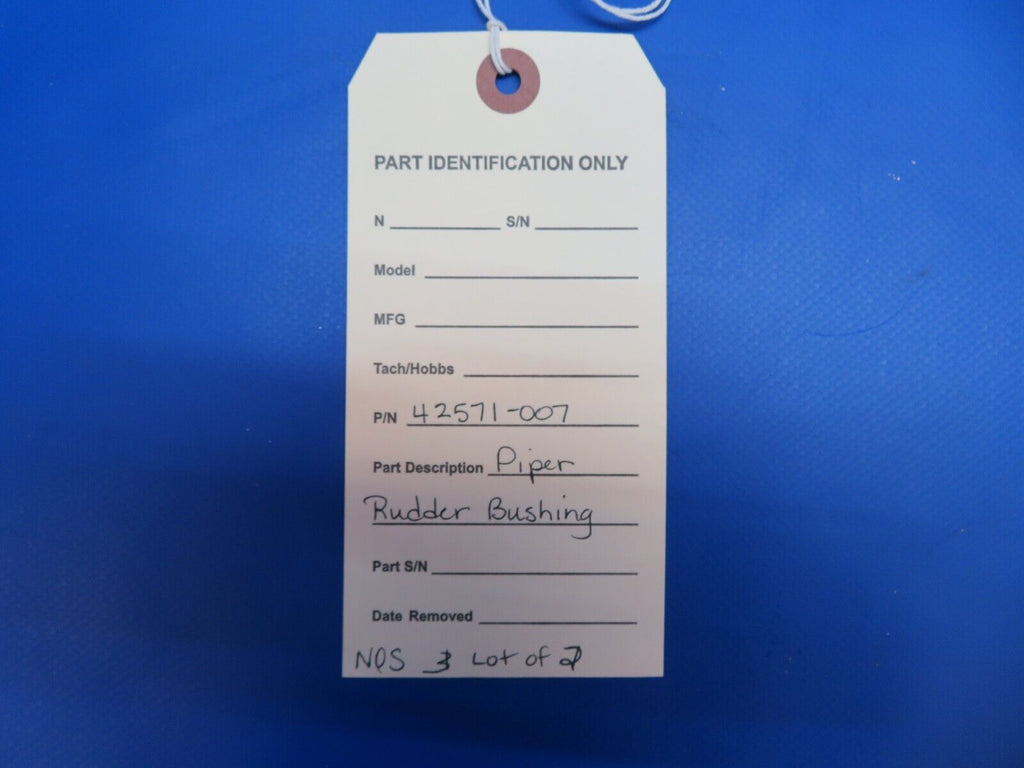 PART IDENTIFICATION ONLY
N S/N
Model
MFG
Tach/Hobbs
P/N 42571-007
Part Description Piper
Rudder Bushing
Part S/N
Date Removed
NOS Lot of